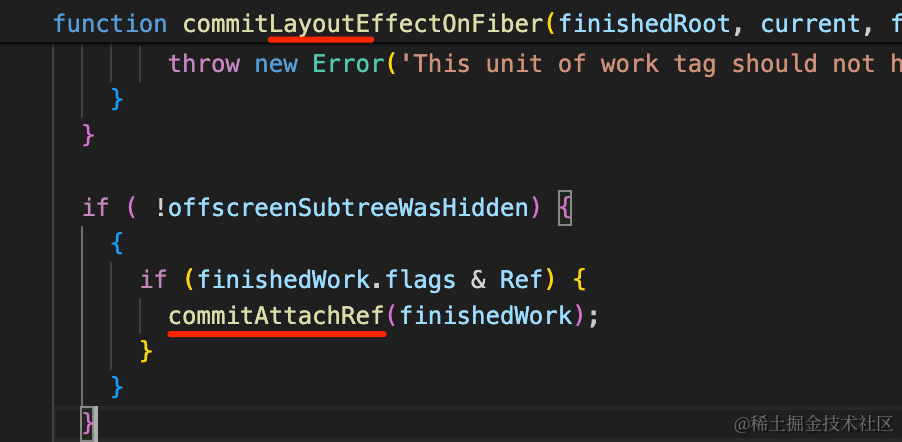 function commitLayoutEffectOnFiber(finishedRoot, current, f
throw new Error('This unit of work tag should not h
}
}
if ( !offscreenSubtreeWasHidden) {
{
if (finishedWork.flags & Ref) {
commitAttachRef(finishedWork);
}
}
}
@稀土掘金技术社区